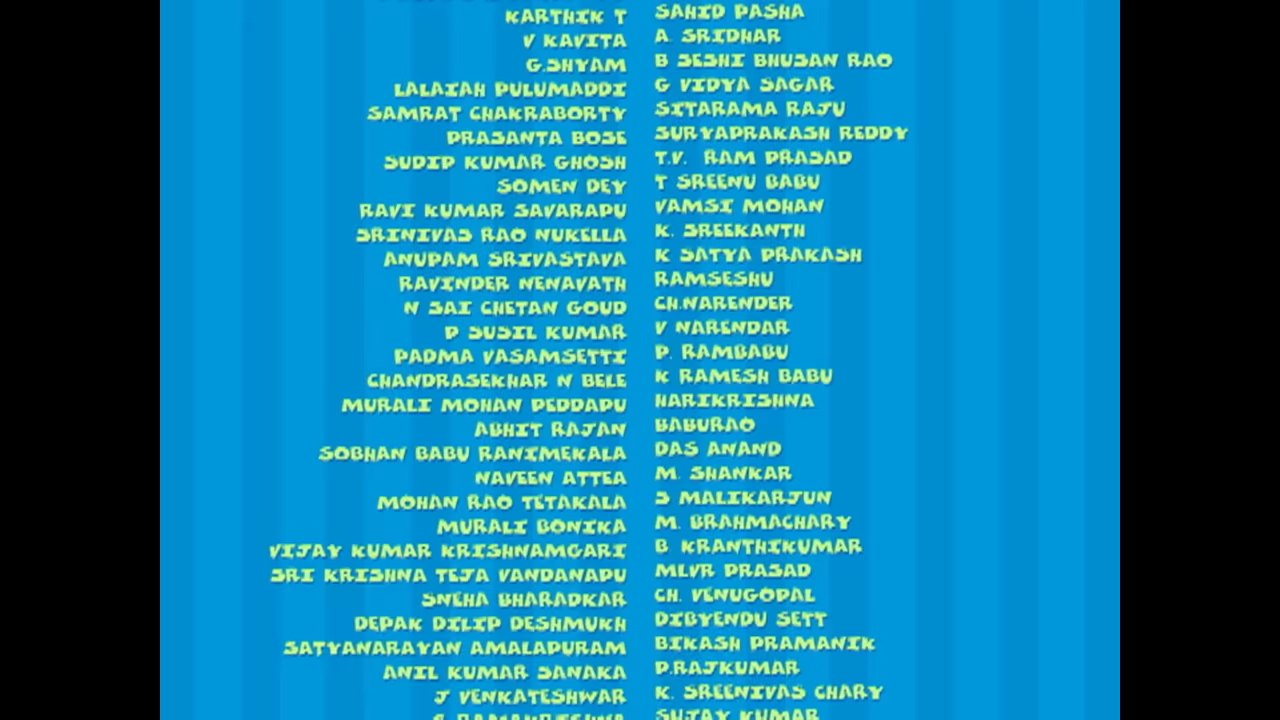 KARTHIK T
V KAVITA
G.SHYAM
LALAIAH PULUMADDI
SAMRAT CHAKRABORTY
PRASANTA BOSE
SUDIP KUMAR GHOSH
SOMEN DEY
RAVI KUMAR SAVARAPU
SRINIVAS RAO NUKELLA
ANUPAM SRIVASTAVA
RAVINDER NENAVATH
N SAI CHETAN GOUD
P SUSIL KUMAR
PADMA VASAMSETTI
CHANDRASEKHAR N BELE
MURALI MOHAN PEDDAPU
ABHIT RAJAN
SOBHAN BABU RANIMEKALA
NAVEEN ATTEA
MOHAN RAO TETAKALA
MURALI BONIKA
VIJAY KUMAR KRISHNAMGARI
SRI KRISHNA TEJA VANDANAPU
SNEHA BHARADKAR
DEPAK DILIP DESHMUKH
SATYANARAYAN AMALAPURAM
ANIL KUMAR SANAKA
J VENKATESHWAR
SAHID PASHA
A. SRIDHAR
B SESHI BHUSAN RAO
G VIDYA SAGAR
SITARAMA RAJU
SURYAPRAKASH REDDY
T.V. RAM PRASAD
T SREENU BABU
VAMSI MOHAN
K. SREEKANTH
K SATYA PRAKASH
RAMSESHU
CH.NARENDER
V NARENDAR
P. RAMBABU
K RAMESH BABU
HARIKRISHNA
BABURAO
DAS ANAND
M. SHANKAR
S MALIKARJUN
M. BRAHMACHARY
B KRANTHIKUMAR
MLVR PRASAD
CH. VENUGOPAL
DIBYENDU SETT
BIKASH PRAMANIK
P.RAJKUMAR
K. SREENIVAS CHARY
SUJAY KUMAR